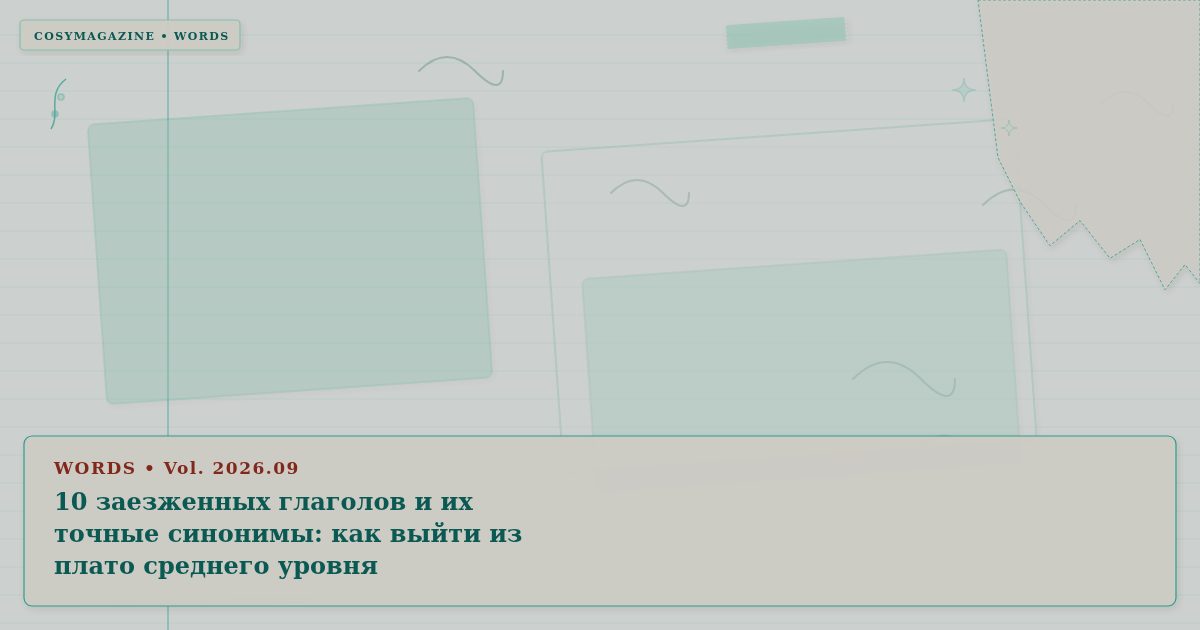 COSYMAGAZINE • WORDS
WORDS • Vol. 2026.09
10 заезженных глаголов и их
точные синонимы: как выйти из
плато среднего уровня